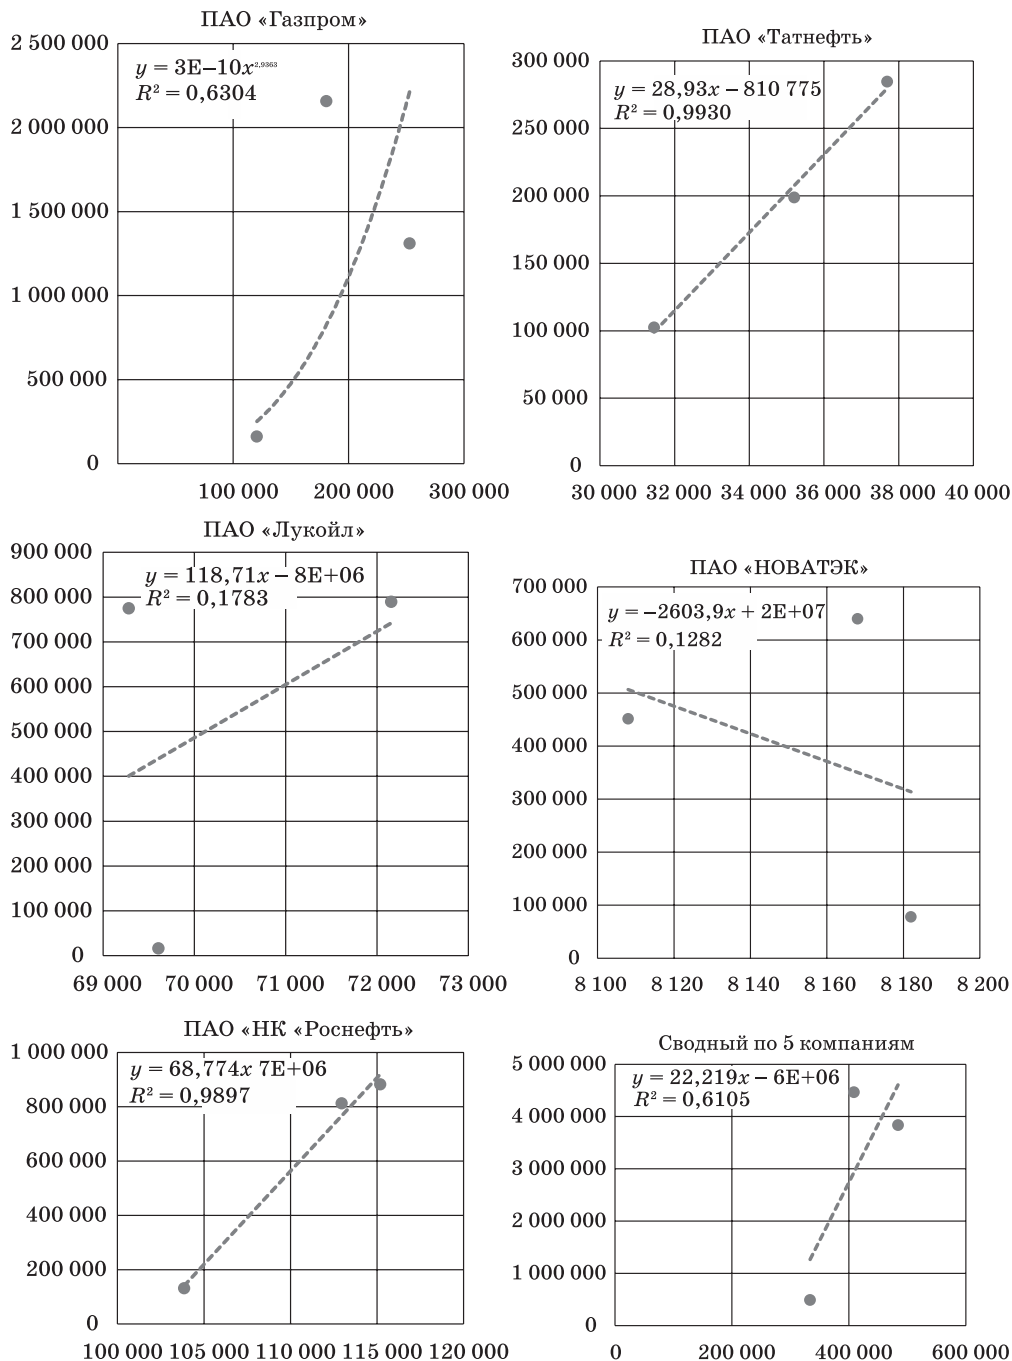 ПАО «Газпром»
2 500 000
y = 3E–10x^2,9363
R² = 0,6304
2 000 000
1 500 000
1 000 000
500 000
0
100 000 200 000 300 000
ПАО «Татнефть»
300 000
y = 28,93x – 810 775
R² = 0,9930
250 000
200 000
150 000
100 000
50 000
0
30 000 32 000 34 000 36 000 38 000 40 000
ПАО «Лукойл»
900 000
y = 118,71x – 8E+06
R² = 0,1783
800 000
700 000
600 000
500 000
400 000
300 000
200 000
100 000
0
69 000 70 000 71 000 72 000 73 000
ПАО «НОВАТЭК»
700 000
y = –2603,9x + 2E+07
R² = 0,1282
600 000
500 000
400 000
300 000
200 000
100 000
0
8 100 8 120 8 140 8 160 8 180 8 200
ПАО «НК «Роснефть»
1 000 000
y = 68,774x 7E+06
R² = 0,9897
800 000
600 000
400 000
200 000
0
100 000 105 000 110 000 115 000 120 000
Сводный по 5 компаниям
5 000 000
y = 22,219x – 6E+06
R² = 0,6105
4 000 000
3 000 000
2 000 000
1 000 000
0
0 200 000 400 000 600 000